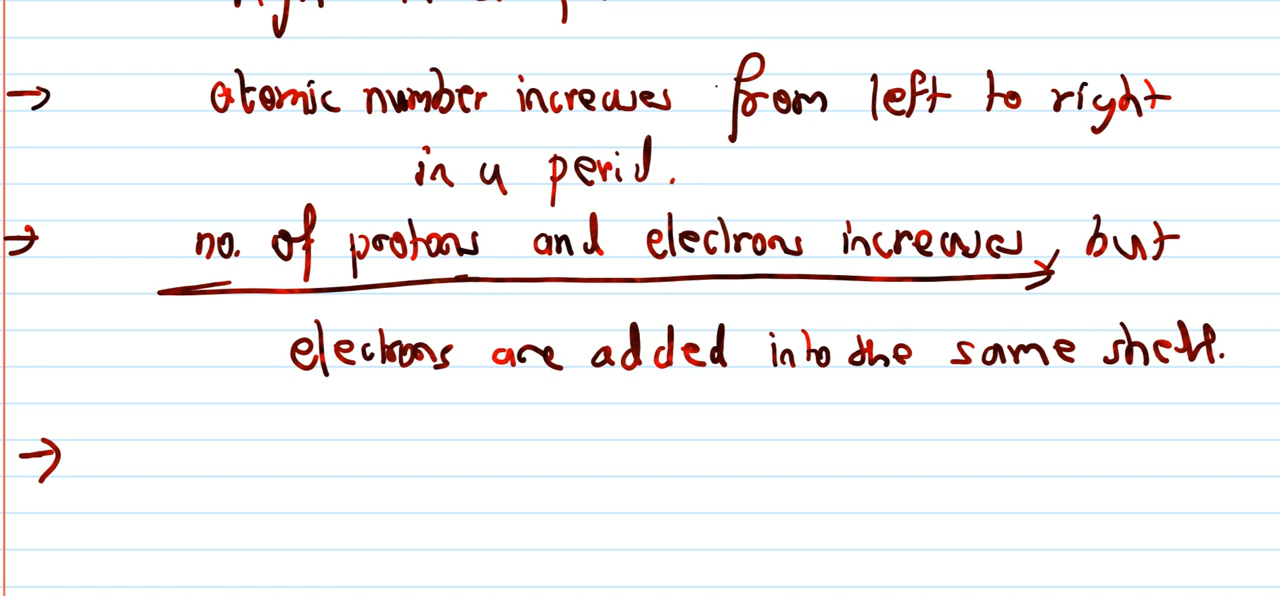 → atomic number increases from left to right
in a perid.
→ no. of protons and electrons increases, but
electrons are added into the same shell.
→